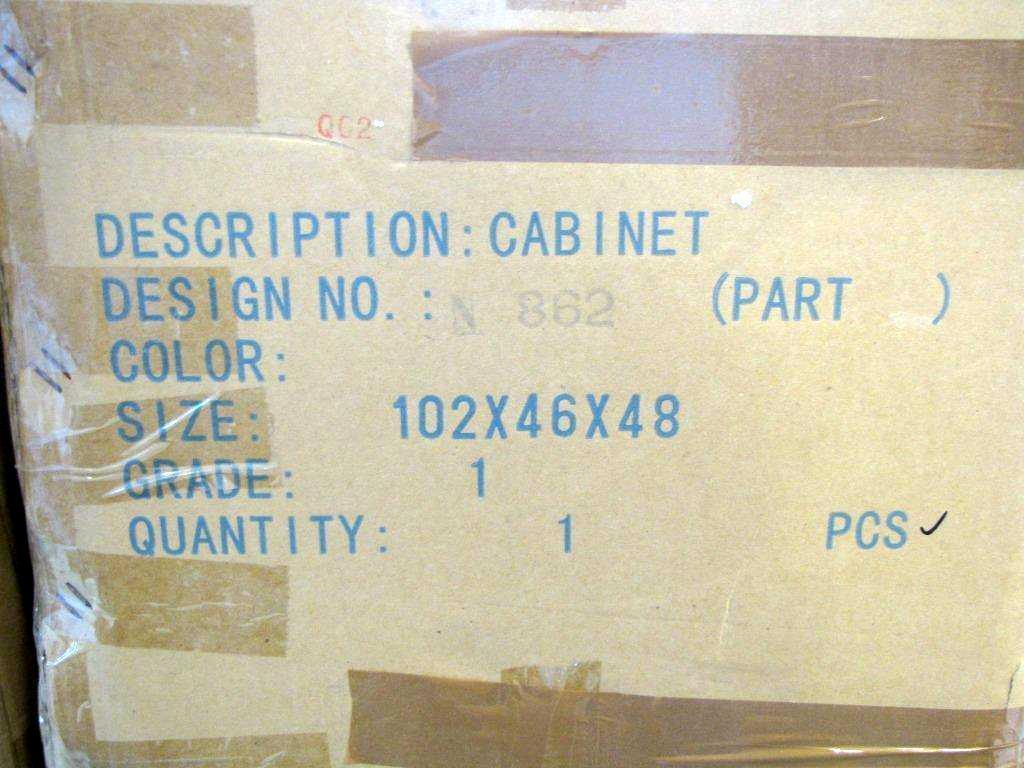 QC2
DESCRIPTION: CABINET
DESIGN NO.: N 862 (PART )
COLOR:
SIZE: 102X46X48
GRADE: 1
QUANTITY: 1 PCS